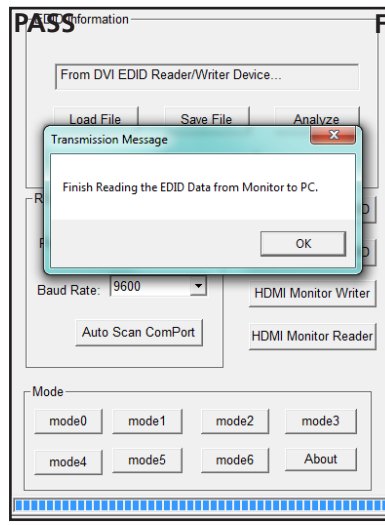 PASS
F
EDID Information
From DVI EDID Reader/Writer Device...
Load File
Save File
Analyze
Transmission Message
Finish Reading the EDID Data from Monitor to PC.
OK
R
D
D
Baud Rate:
9600
HDMI Monitor Writer
Auto Scan ComPort
HDMI Monitor Reader
Mode
mode0
mode1
mode2
mode3
mode4
mode5
mode6
About